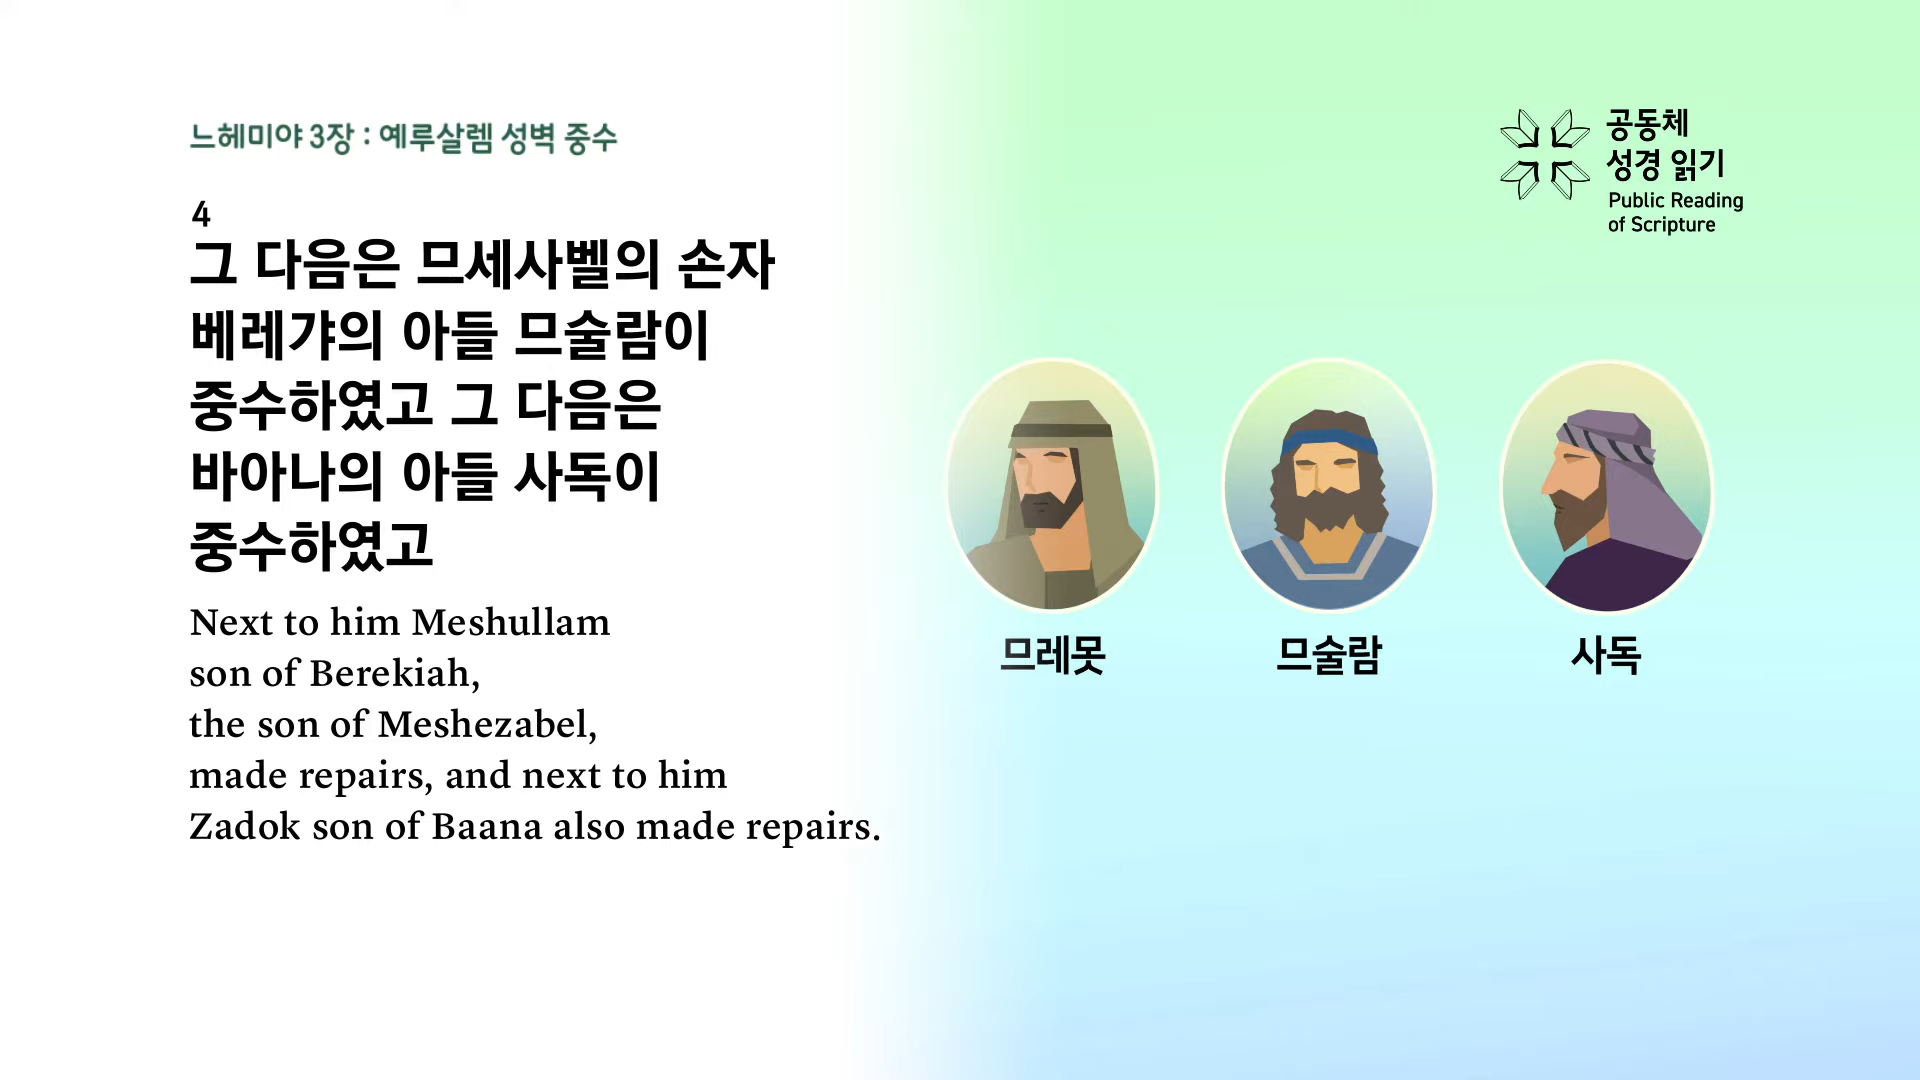 느헤미야 3장 : 예루살렘 성벽 중수
4
그 다음은 므세사벨의 손자
베레갸의 아들 므술람이
중수하였고 그 다음은
바아나의 아들 사독이
중수하였고
Next to him Meshullam
son of Berekiah,
the son of Meshezabel,
made repairs, and next to him
Zadok son of Baana also made repairs.
공동체
성경 읽기
Public Reading
of Scripture
므레못
므술람
사독